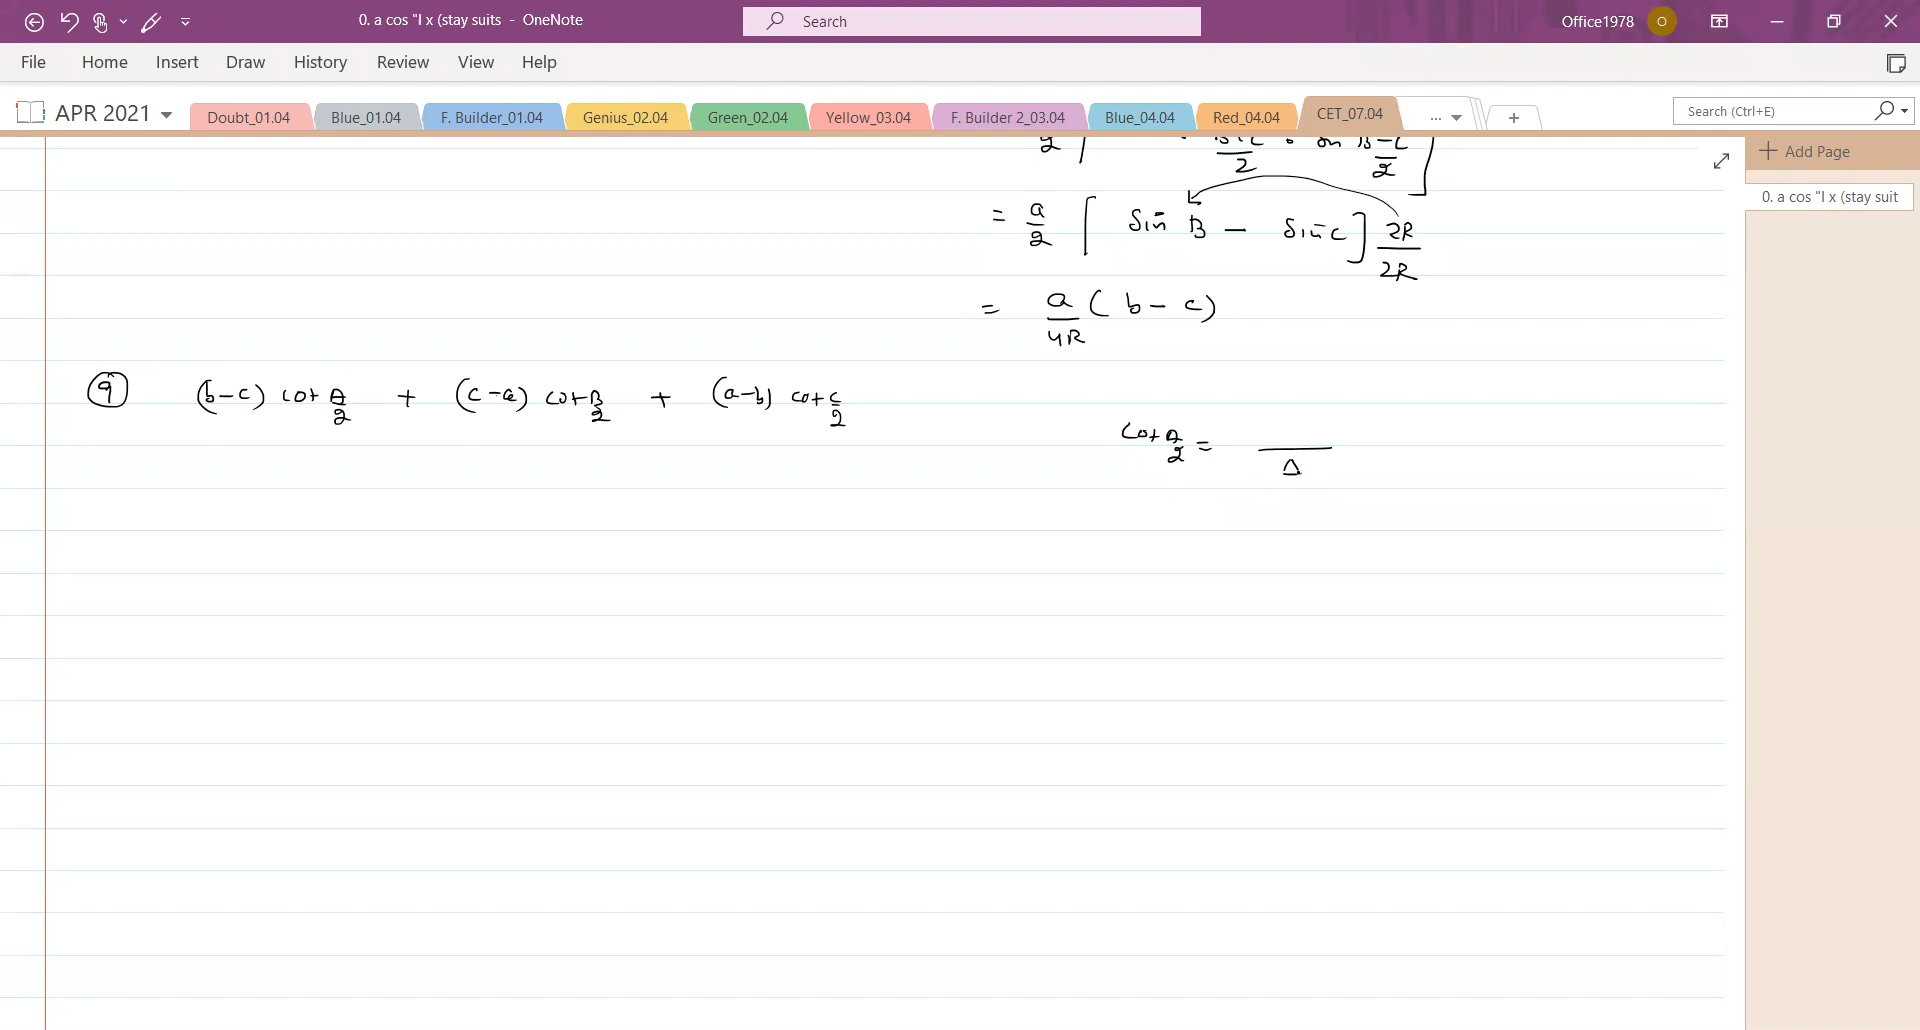 0. a cos "I x (stay suits - OneNote
Search
Office1978
O
File Home Insert Draw History Review View Help
APR 2021
Doubt_01.04 Blue_01.04 F. Builder_01.04 Genius_02.04 Green_02.04 Yellow_03.04 F. Builder 2_03.04 Blue_04.04 Red_04.04 CET_07.04 ... +
Search (Ctrl+E)
Add Page
0. a cos "I x (stay suit
= a/2 [ sin B - sin C ] 2R/2R
= a/4R ( b - c )
9 (b-c) cot A/2 + (c-a) cot B/2 + (a-b) cot C/2
cot A/2 = /Δ